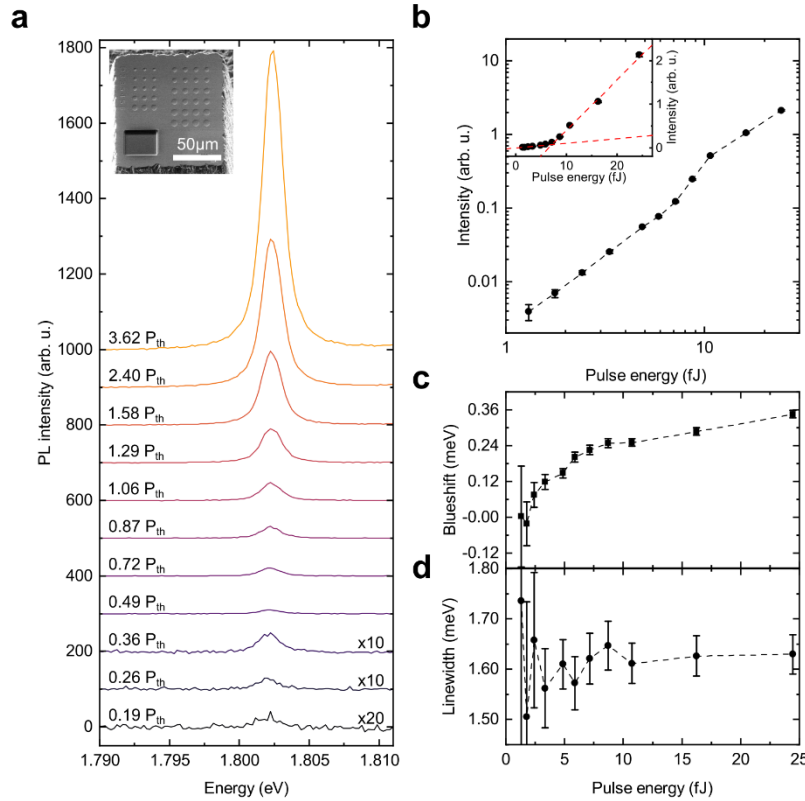 a
PL intensity (arb. u.)
1800
1600
1400
1200
1000
800
600
400
200
0
50μm
3.62 P_th
2.40 P_th
1.58 P_th
1.29 P_th
1.06 P_th
0.87 P_th
0.72 P_th
0.49 P_th
0.36 P_th x10
0.26 P_th x10
0.19 P_th x20
1.790 1.795 1.800 1.805 1.810
Energy (eV)
b
Intensity (arb. u.)
10
1
0.1
0.01
1 10
Pulse energy (fJ)
2
1
0
Intensity (arb. u.)
0 10 20
Pulse energy (fJ)
c
Blueshift (meV)
0.36
0.24
0.12
-0.00
-0.12
d
Linewidth (meV)
1.80
1.70
1.60
1.50
0 5 10 15 20 25
Pulse energy (fJ)